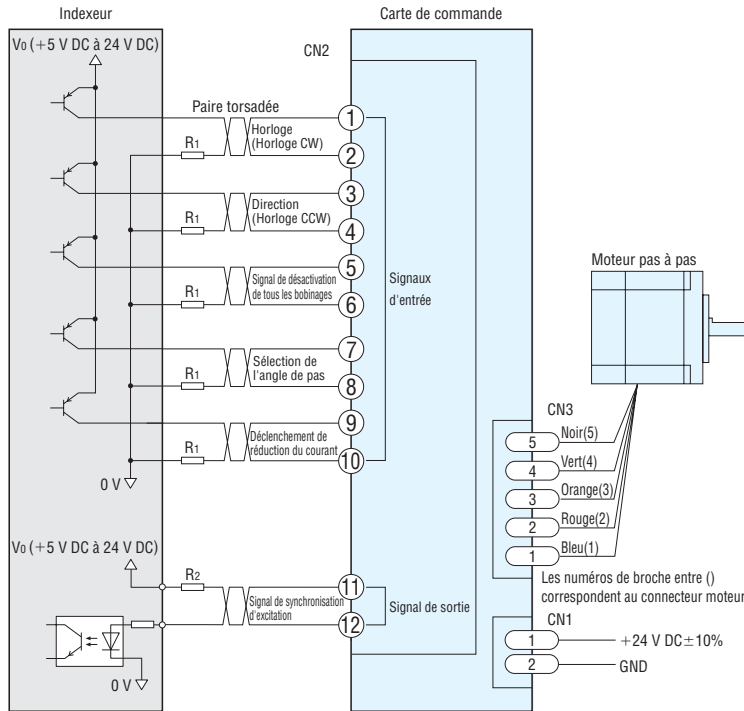 Indexeur
Carte de commande
V0 (+5 V DC à 24 V DC)
CN2
Paire torsadée
1
Horloge
(Horloge CW)
R1
2
3
Direction
(Horloge CCW)
R1
4
5
Signal de désactivation
de tous les bobinages
R1
6
Signaux
d'entrée
Moteur pas à pas
7
Sélection de
l'angle de pas
R1
8
9
Déclenchement de
réduction du courant
R1
10
0 V
CN3
5
Noir(5)
4
Vert(4)
3
Orange(3)
2
Rouge(2)
1
Bleu(1)
Les numéros de broche entre ()
correspondent au connecteur moteur
V0 (+5 V DC à 24 V DC)
R2
11
Signal de synchronisation
d'excitation
12
Signal de sortie
0 V
CN1
1
+24 V DC±10%
2
GND